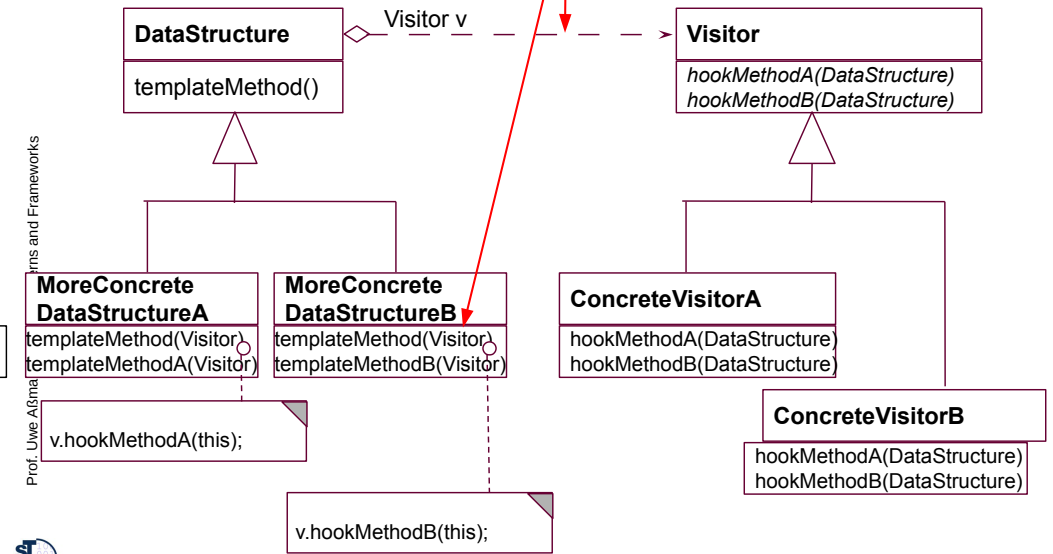 Visitor v
DataStructure
templateMethod()
Visitor
hookMethodA(DataStructure)
hookMethodB(DataStructure)
MoreConcrete
DataStructureA
templateMethod(Visitor)
templateMethodA(Visitor)
MoreConcrete
DataStructureB
templateMethod(Visitor)
templateMethodB(Visitor)
ConcreteVisitorA
hookMethodA(DataStructure)
hookMethodB(DataStructure)
ConcreteVisitorB
hookMethodA(DataStructure)
hookMethodB(DataStructure)
v.hookMethodA(this);
v.hookMethodB(this);
Prof. Uwe and Frameworks
ST